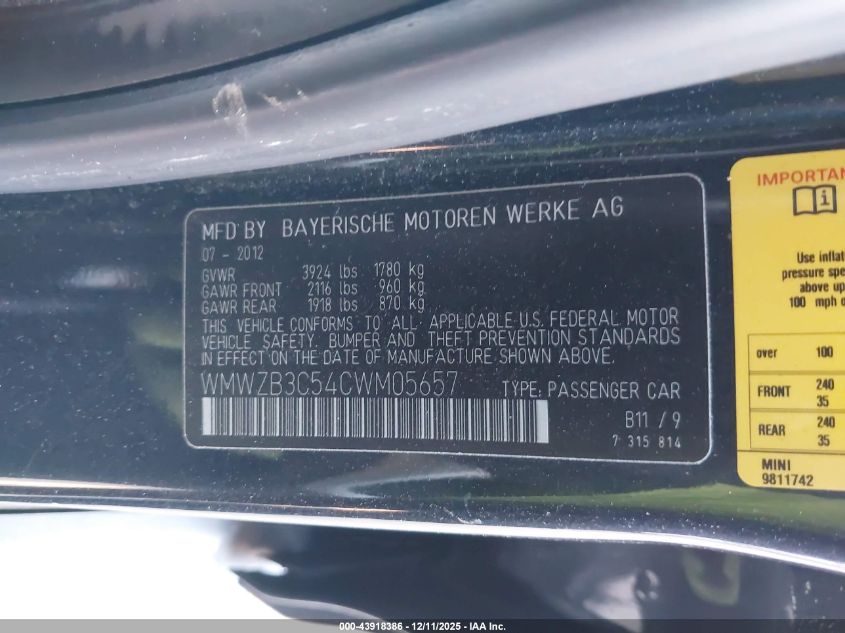 MFD BY BAYERISCHE MOTOREN WERKE AG
07 - 2012
GVWR 3924 lbs 1780 kg
GAWR FRONT 2116 lbs 960 kg
GAWR REAR 1918 lbs 870 kg
THIS VEHICLE CONFORMS TO ALL APPLICABLE U.S. FEDERAL MOTOR
VEHICLE SAFETY, BUMPER AND THEFT PREVENTION STANDARDS
IN EFFECT ON THE DATE OF MANUFACTURE SHOWN ABOVE.
WMWZB3C54CWM05657 TYPE: PASSENGER CAR
B11 / 9
7 315 814
IMPORTAN
Use inflat
pressure spe
above up
100 mph o
over 100
FRONT 240
35
REAR 240
35
MINI
9811742
000-43918386 - 12/11/2025 - IAA Inc.